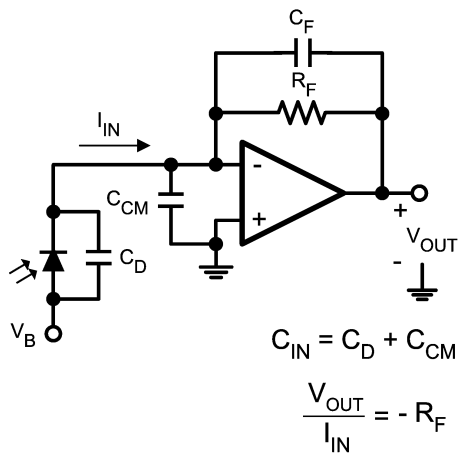 C_F
R_F
I_IN
-
C_CM
+
C_D
+
V_OUT
-
V_B
C_IN = C_D + C_CM
V_OUT
I_IN
= - R_F